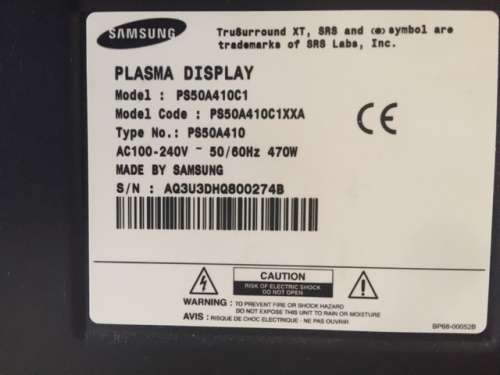 SAMSUNG
TruSurround XT, SRS and (●) symbol are
trademarks of SRS Labs, Inc.
PLASMA DISPLAY
Model : PS50A410C1
Model Code : PS50A410C1XXA
Type No.: PS50A410
AC100-240V ~ 50/60Hz 470W
MADE BY SAMSUNG
S/N : AQ3U3DHQ800274B
CE
CAUTION
RISK OF ELECTRIC SHOCK
DO NOT OPEN
WARNING : TO PREVENT FIRE OR SHOCK HAZARD
DO NOT EXPOSE THIS UNIT TO RAIN OR MOISTURE
AVIS : RISQUE DE CHOC ELECTRIQUE - NE PAS OUVRIR
BP68-00052B